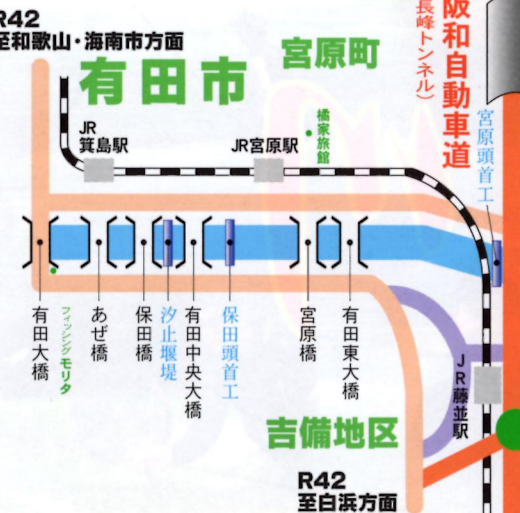 R42
至和歌山・海南市方面
有田市
宮原町
阪和自動車道
長峰トンネル）
JR
箕島駅
JR宮原駅
橘家旅館
宮原頭首工
有田大橋
フィッシングモリタ
あぜ橋
保田橋
汐止堰堤
有田中央大橋
保田頭首工
宮原橋
有田東大橋
JR藤並駅
吉備地区
R42
至白浜方面